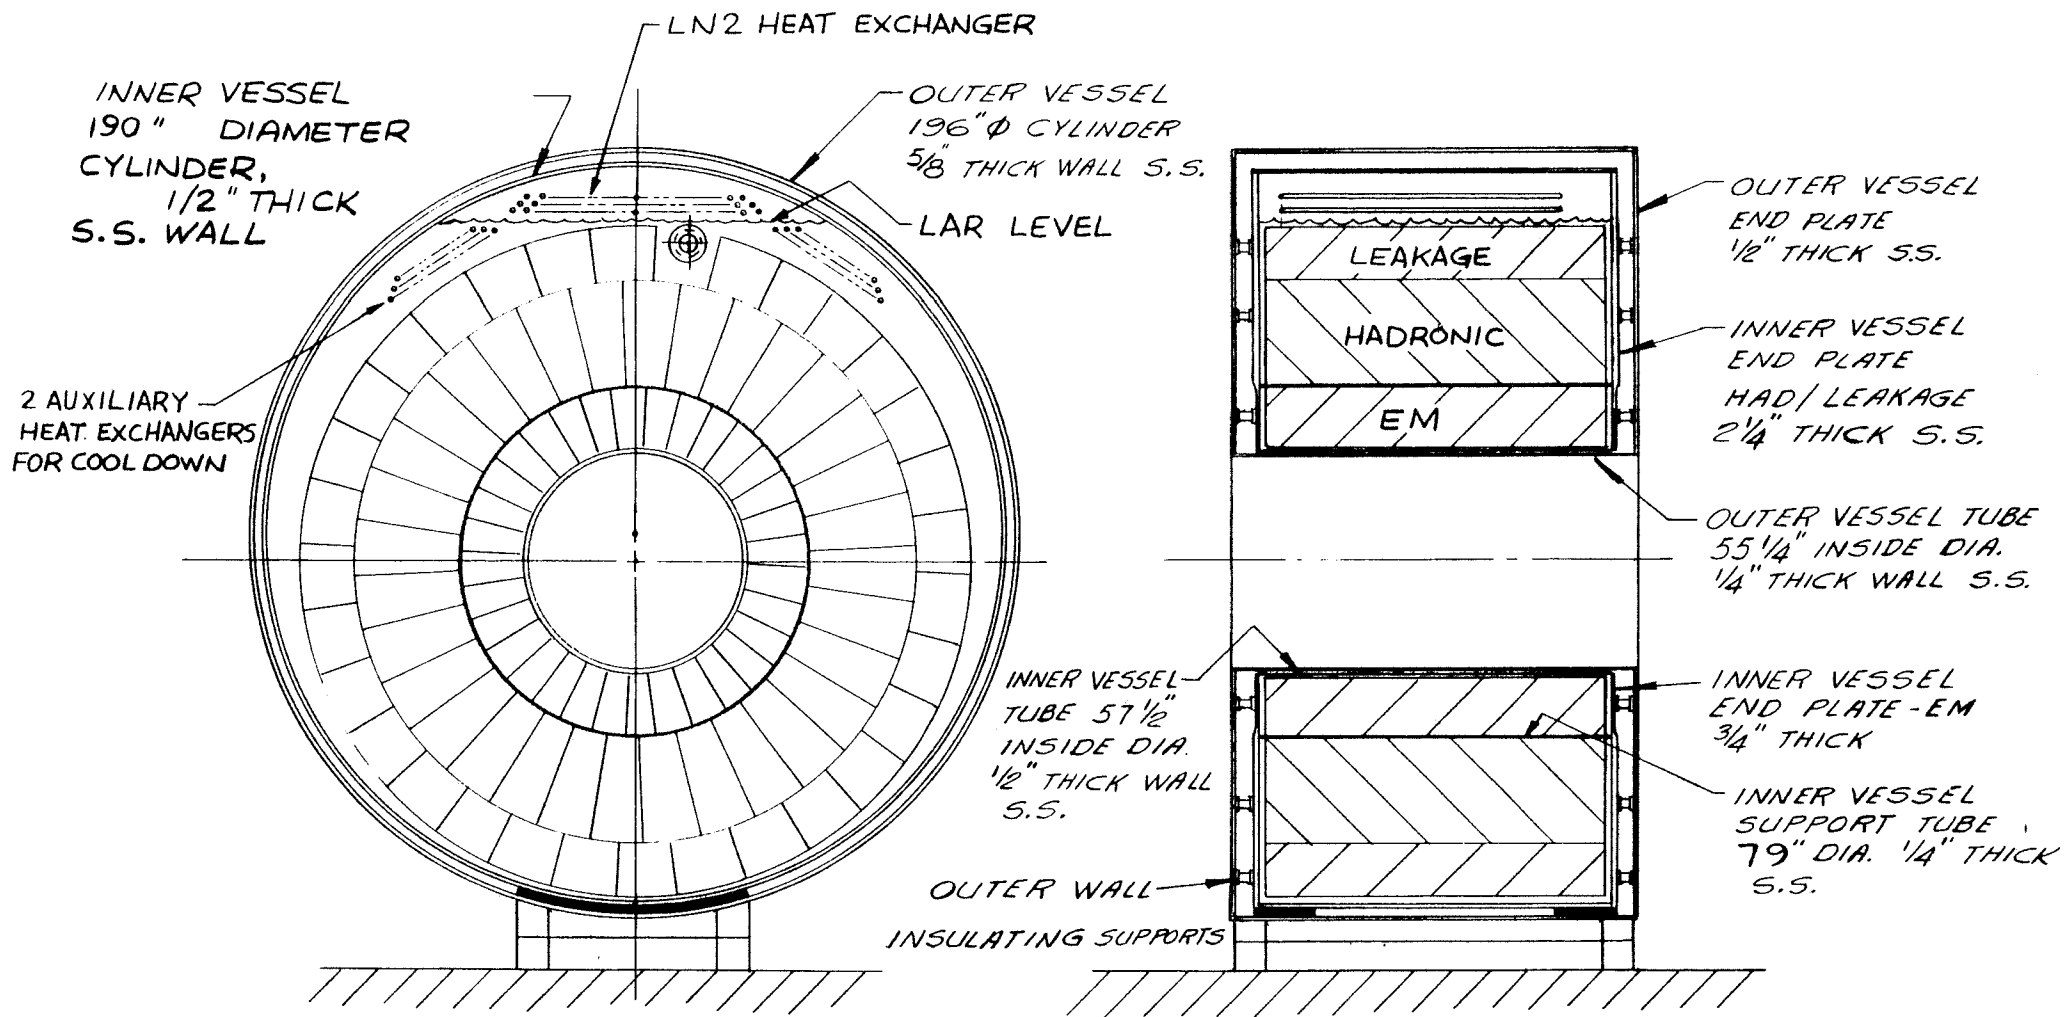 LN2 HEAT EXCHANGER
INNER VESSEL
190" DIAMETER
CYLINDER,
1/2" THICK
S.S. WALL
OUTER VESSEL
196"Φ CYLINDER
5/8" THICK WALL S.S.
LAR LEVEL
2 AUXILIARY
HEAT EXCHANGERS
FOR COOL DOWN
LEAKAGE
HADRONIC
EM
OUTER VESSEL
END PLATE
1/2" THICK S.S.
INNER VESSEL
END PLATE
HAD/LEAKAGE
2 1/4" THICK S.S.
OUTER VESSEL TUBE
55 1/4" INSIDE DIA.
1/4" THICK WALL S.S.
INNER VESSEL
TUBE 57 1/2"
INSIDE DIA.
1/2" THICK WALL
S.S.
INNER VESSEL
END PLATE - EM
3/4" THICK
INNER VESSEL
SUPPORT TUBE
79" DIA. 1/4" THICK
S.S.
OUTER WALL
INSULATING SUPPORTS